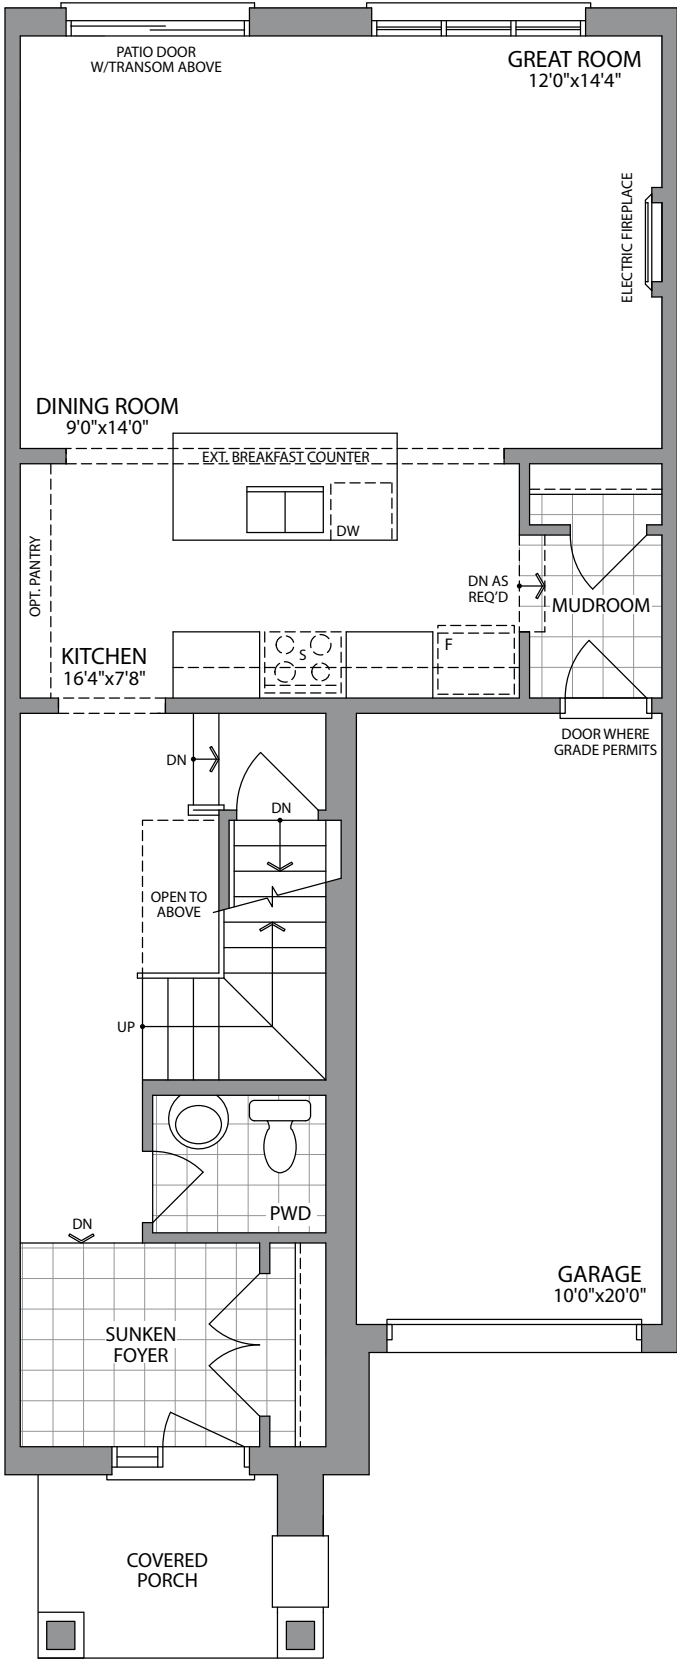 PATIO DOOR
W/TRANSOM ABOVE
GREAT ROOM
12'0"x14'4"
ELECTRIC FIREPLACE
DINING ROOM
9'0"x14'0"
EXT. BREAKFAST COUNTER
DW
OPT. PANTRY
DN AS
REQ'D
MUDROOM
KITCHEN
16'4"x7'8"
S
F
DOOR WHERE
GRADE PERMITS
DN
DN
OPEN TO
ABOVE
UP
PWD
DN
GARAGE
10'0"x20'0"
SUNKEN
FOYER
COVERED
PORCH